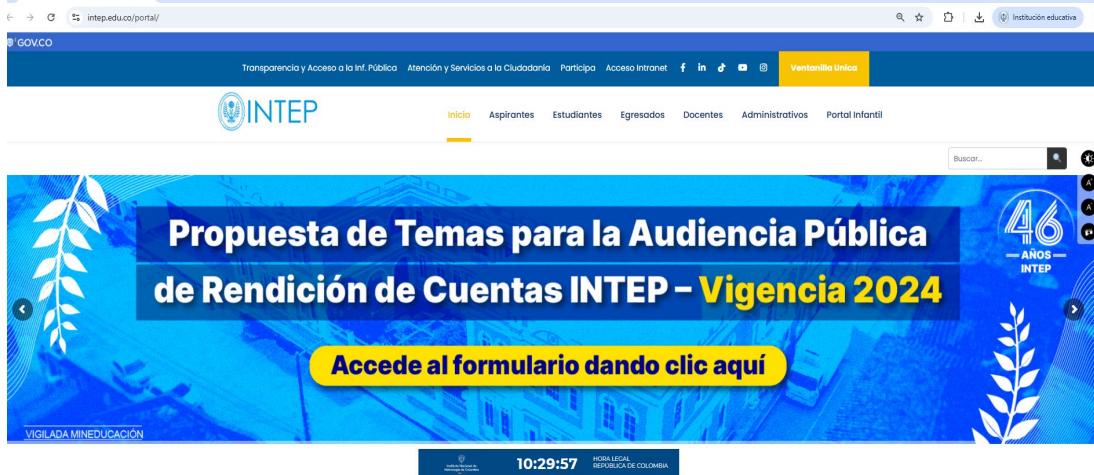 intep.edu.co/portal/
Institución educativa
GOV.CO
Transparencia y Acceso a la Inf. Pública Atención y Servicios a la Ciudadanía Participa Acceso Intranet Ventanilla Unica
INTEP
Inicio Aspirantes Estudiantes Egresados Docentes Administrativos Portal Infantil
Buscar...
Propuesta de Temas para la Audiencia Pública
de Rendición de Cuentas INTEP – Vigencia 2024
Accede al formulario dando clic aquí
46
AÑOS
INTEP
VIGILADA MINEDUCACIÓN
10:29:57
HORA LEGAL
REPÚBLICA DE COLOMBIA